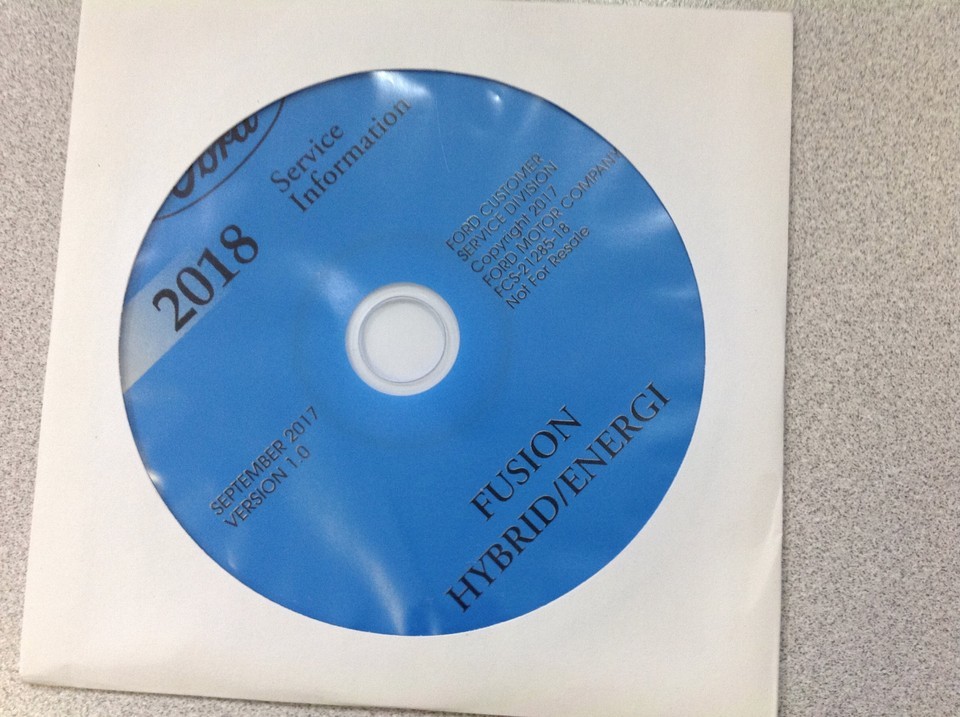 Ford
Service
Information
2018
FORD CUSTOMER
SERVICE DIVISION
Copyright 2017
FORD MOTOR COMPANY
FCS-21285-18
Not For Resale
SEPTEMBER 2017
VERSION 1.0
FUSION
HYBRID/ENERGI